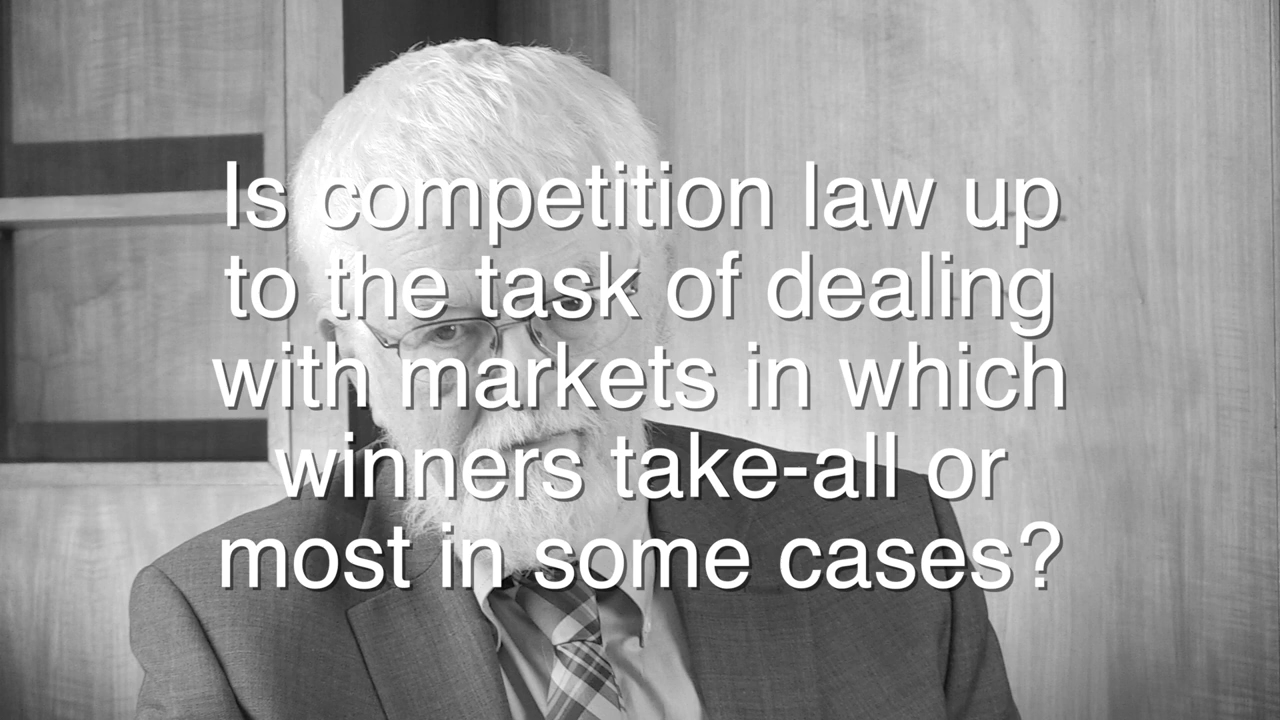 Is competition law up
to the task of dealing
with markets in which
winners take-all or
most in some cases?